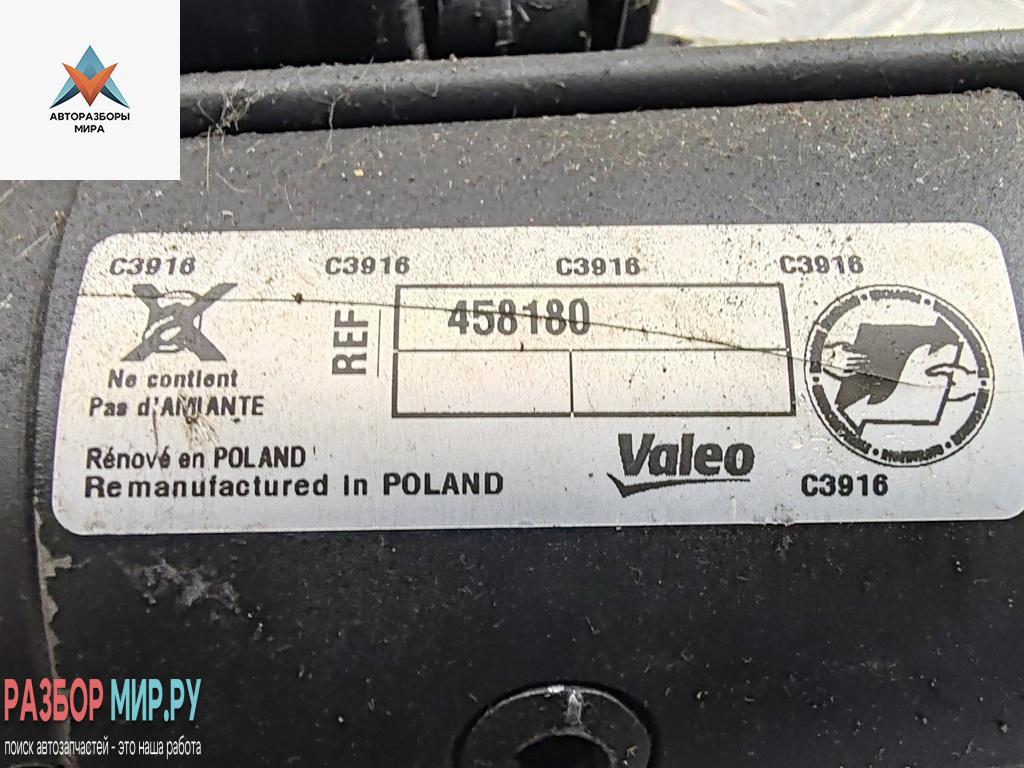 АВТОРАЗБОРЫ
МИРА
C3916 C3916 C3916 C3916
REF 458180
Ne contient
Pas d'AMIANTE
Rénové en POLAND
Remanufactured in POLAND
Valeo
C3916
РАЗБОР МИР.РУ
поиск автозапчастей - это наша работа